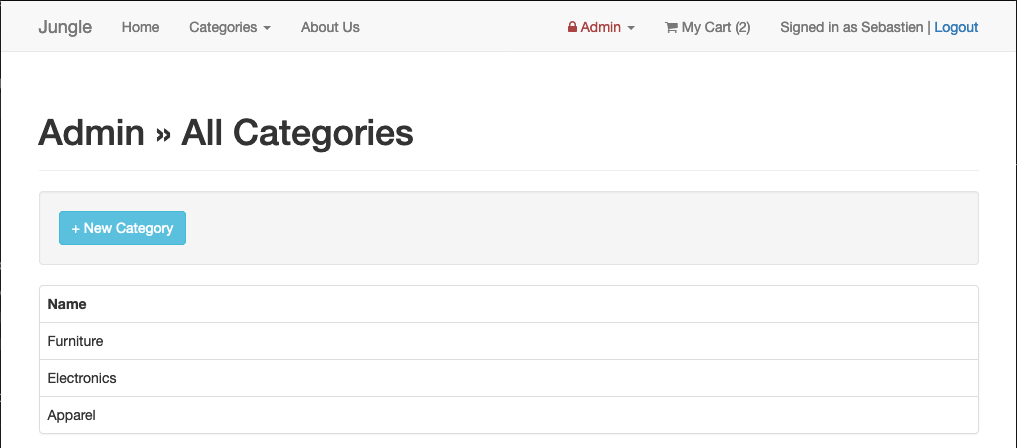 Jungle Home Categories About Us Admin My Cart (2) Signed in as Sebastien | Logout
Admin » All Categories
+ New Category
Name
Furniture
Electronics
Apparel